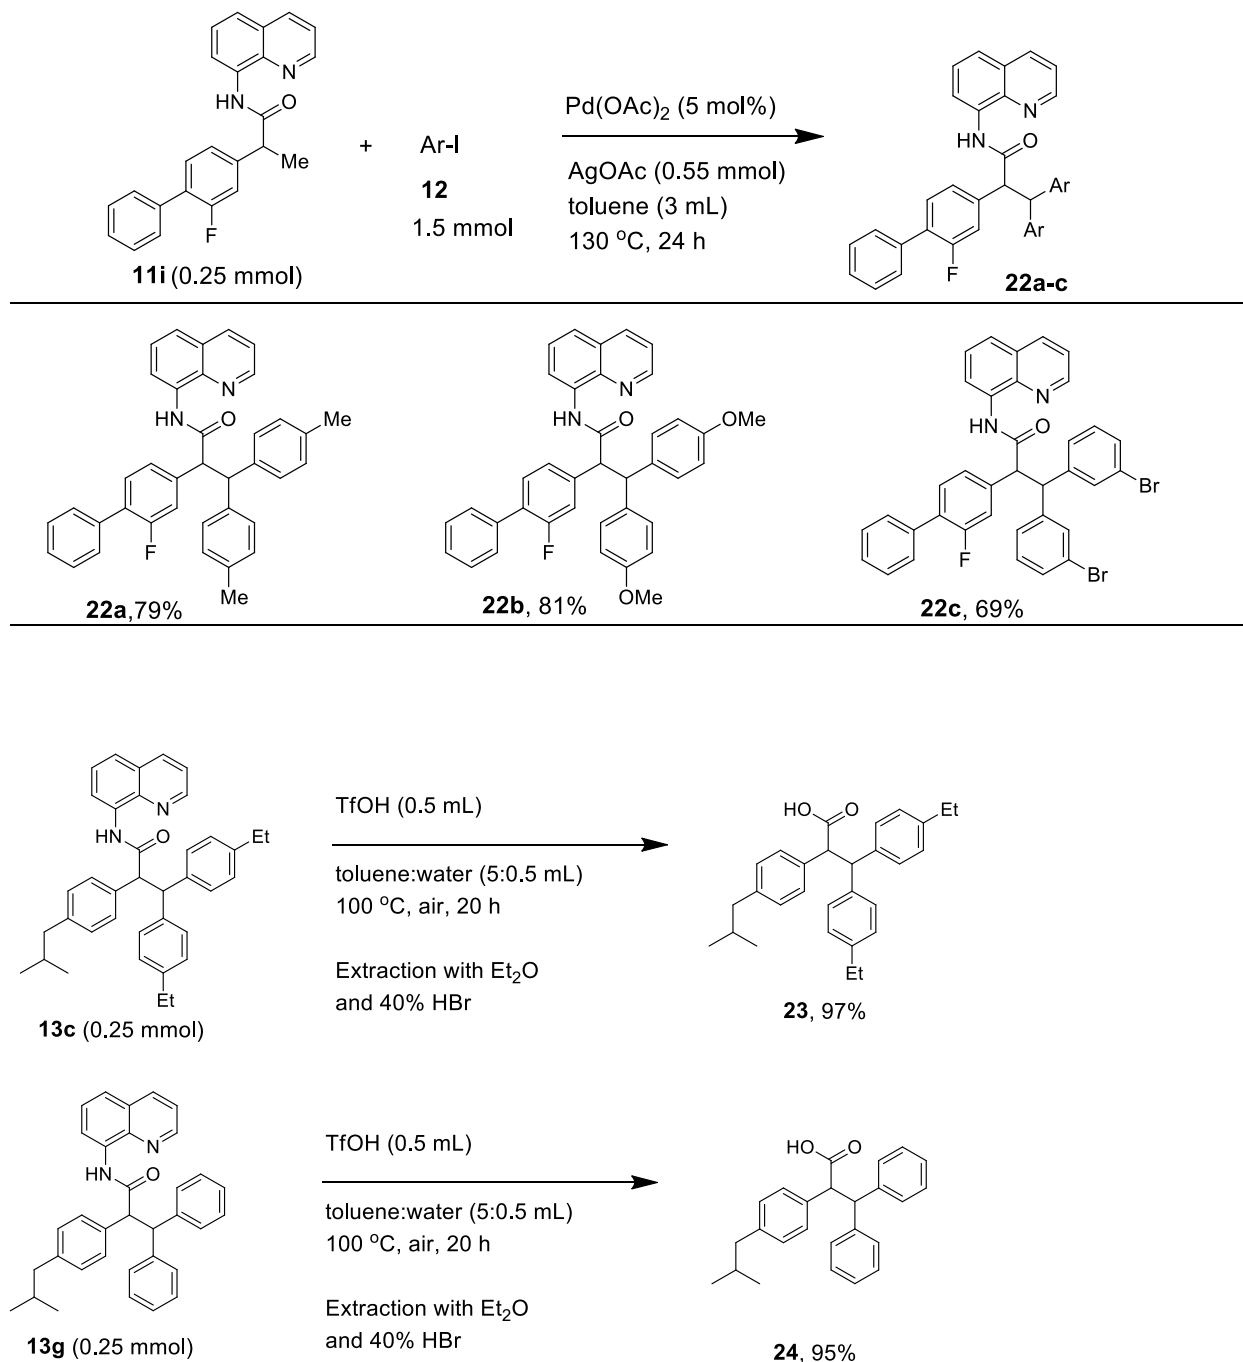 N
HN
O
Me
F
11i (0.25 mmol)
+
Ar-I
12
1.5 mmol
Pd(OAc)2 (5 mol%)
AgOAc (0.55 mmol)
toluene (3 mL)
130 °C, 24 h
N
HN
O
Ar
Ar
F
22a-c
N
HN
O
Me
F
Me
22a,79%
N
HN
O
OMe
F
OMe
22b, 81%
N
HN
O
Br
F
Br
22c, 69%
N
HN
O
Et
Et
13c (0.25 mmol)
TfOH (0.5 mL)
toluene:water (5:0.5 mL)
100 °C, air, 20 h
Extraction with Et2O
and 40% HBr
HO
O
Et
Et
23, 97%
N
HN
O
13g (0.25 mmol)
TfOH (0.5 mL)
toluene:water (5:0.5 mL)
100 °C, air, 20 h
Extraction with Et2O
and 40% HBr
HO
O
24, 95%